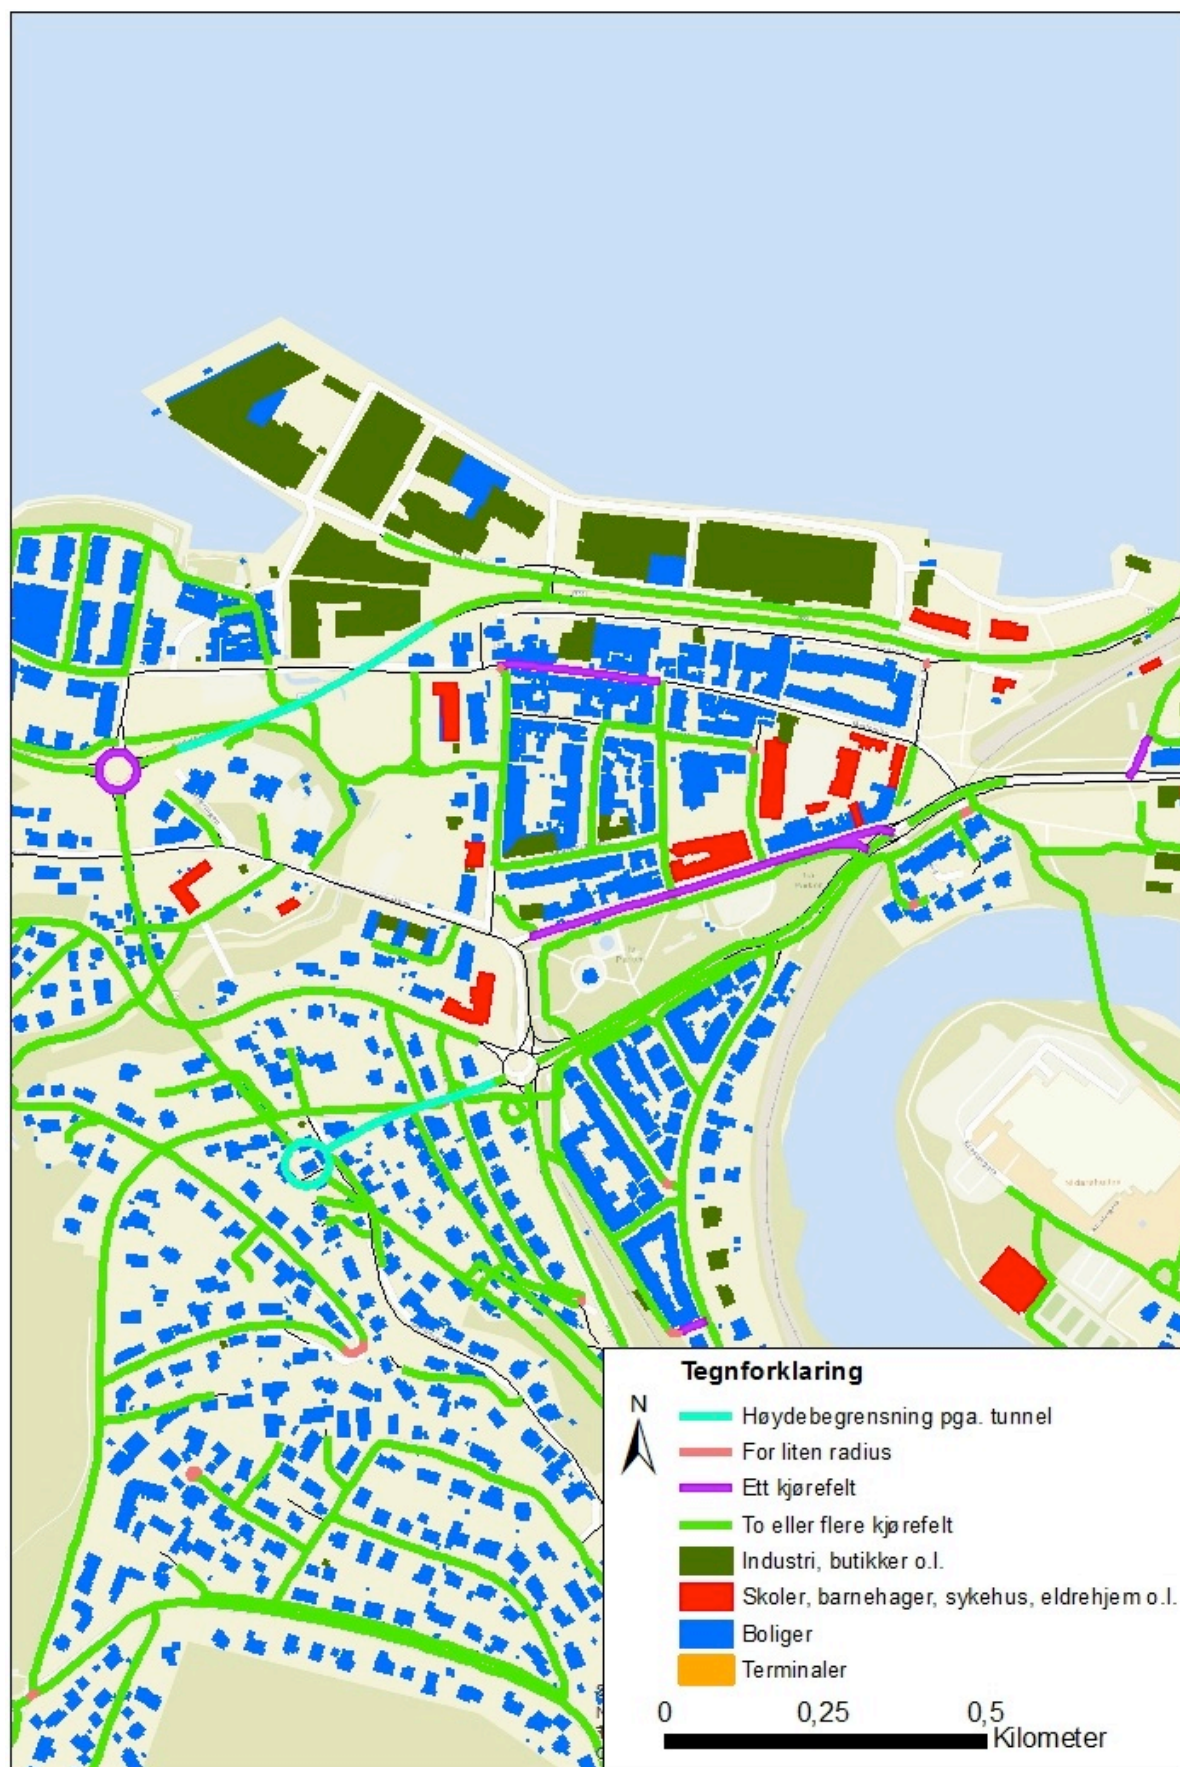 Tegnforklaring
N
Høydebegrensning pga. tunnel
For liten radius
Ett kjørefelt
To eller flere kjørefelt
Industri, butikker o.l.
Skoler, barnehager, sykehus, eldrehjem o.l.
Boliger
Terminaler
0 0,25 0,5
Kilometer